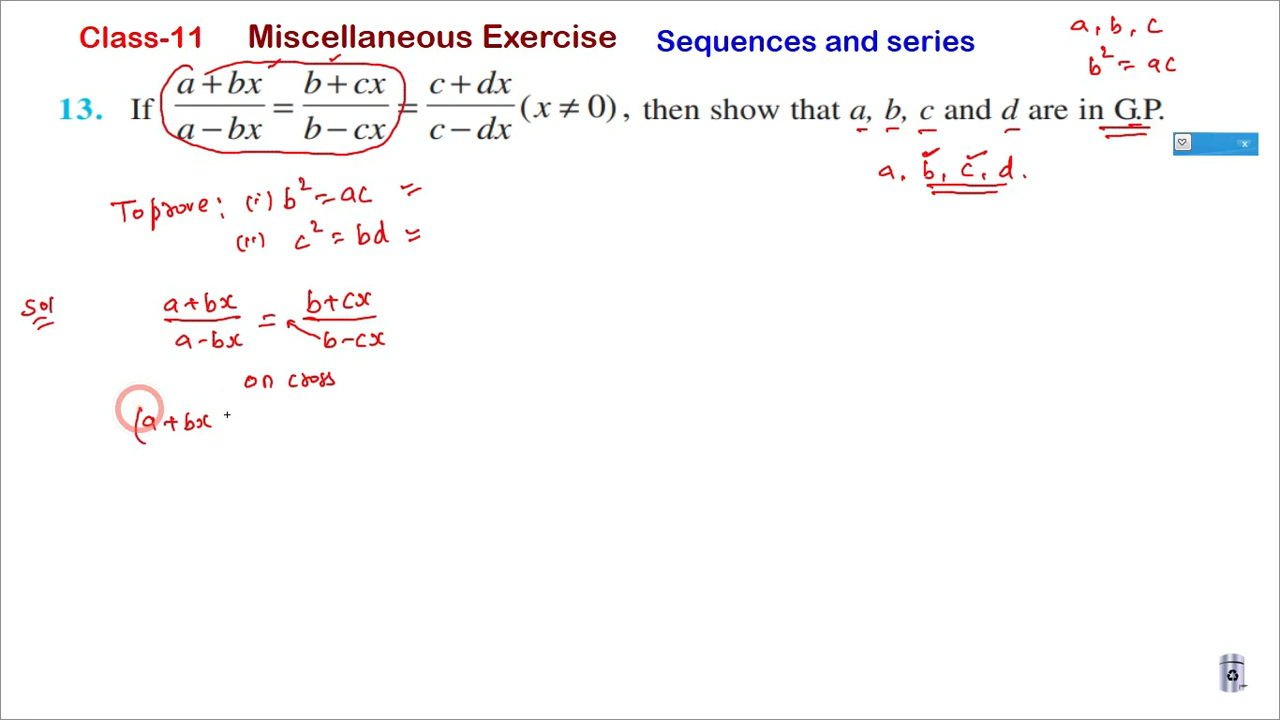 Class-11 Miscellaneous Exercise Sequences and series
a, b, c
b² = ac
13. If (a+bx)/(a−bx) = (b+cx)/(b−cx) = (c+dx)/(c−dx) (x ≠ 0), then show that a, b, c and d are in G.P.
a, b, c, d.
To prove: (i) b² = ac =
(ii) c² = bd =
Sol
(a+bx)/(a-bx) = (b+cx)/(b-cx)
on cross
(a+bx